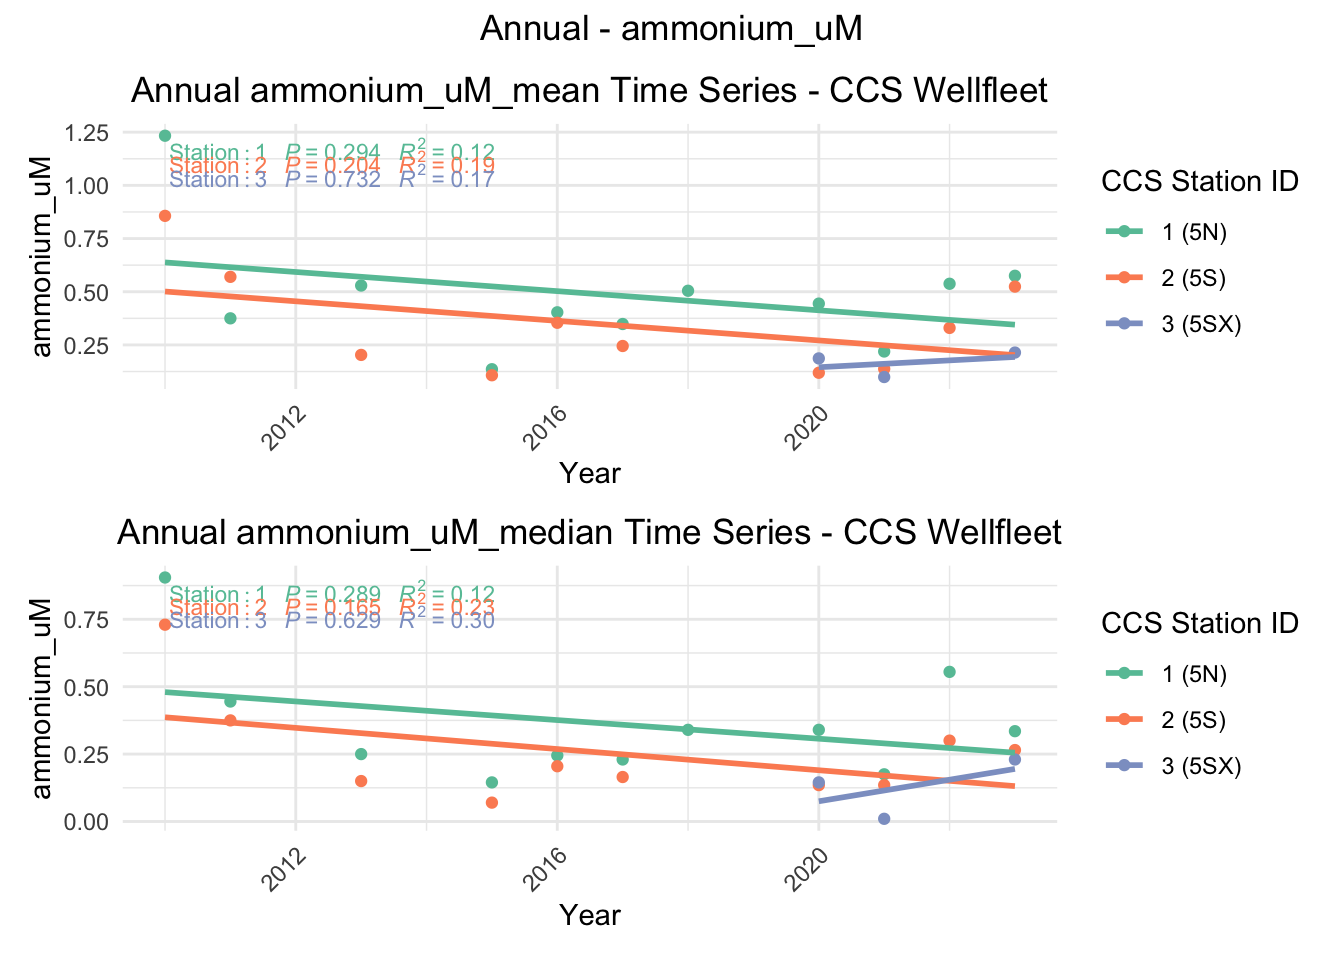 Annual - ammonium_uM
Annual ammonium_uM_mean Time Series - CCS Wellfleet
ammonium_uM
1.25
1.00
0.75
0.50
0.25
Station : 1 P = 0.294 R² = 0.12
Station : 2 P = 0.204 R² = 0.19
Station : 3 P = 0.732 R² = 0.17
2012
2016
2020
Year
CCS Station ID
1 (5N)
2 (5S)
3 (5SX)
Annual ammonium_uM_median Time Series - CCS Wellfleet
ammonium_uM
0.75
0.50
0.25
0.00
Station : 1 P = 0.289 R² = 0.12
Station : 2 P = 0.165 R² = 0.23
Station : 3 P = 0.629 R² = 0.30
2012
2016
2020
Year
CCS Station ID
1 (5N)
2 (5S)
3 (5SX)